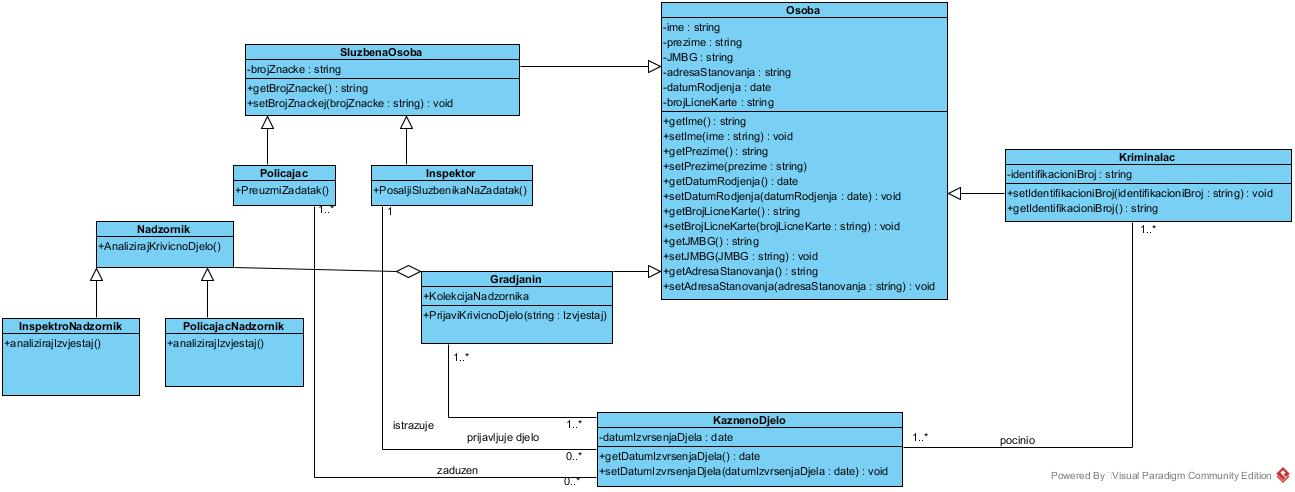 Osoba
-ime : string
-prezime : string
-JMBG : string
-adresaStanovanja : string
-datumRodjenja : date
-brojLicneKarte : string
+getIme() : string
+setIme(ime : string) : void
+getPrezime() : string
+setPrezime(prezime : string)
+getDatumRodjenja() : date
+setDatumRodjenja(datumRodjenja : date) : void
+getBrojLicneKarte() : string
+setBrojLicneKarte(brojLicneKarte : string) : void
+getJMBG() : string
+setJMBG(JMBG : string) : void
+getAdresaStanovanja() : string
+setAdresaStanovanja(adresaStanovanja : string) : void
SluzbenaOsoba
-brojZnacke : string
+getBrojZnacke() : string
+setBrojZnackej(brojZnacke : string) : void
Policajac
+PreuzmiZadatak()
1..*
Inspektor
+PosaljiSluzbenikaNaZadatak()
1
Kriminalac
-identifikacioniBroj : string
+setIdentifikacioniBroj(identifikacioniBroj : string) : void
+getIdentifikacioniBroj() : string
1..*
Nadzornik
+AnalizirajKrivicnoDjelo()
Gradjanin
+KolekcijaNadzornika
+PrijaviKrivicnoDjelo(string : Izvjestaj)
1..*
InspektroNadzornik
+analizirajIzvjestaj()
PolicajacNadzornik
+analizirajIzvjestaj()
KaznenoDjelo
-datumIzvrsenjaDjela : date
+getDatumIzvrsenjaDjela() : date
+setDatumIzvrsenjaDjela(datumIzvrsenjaDjela : date) : void
istrazuje
1..*
prijavljuje djelo
0..*
zaduzen
0..*
1..*
pocinio
Powered By Visual Paradigm Community Edition